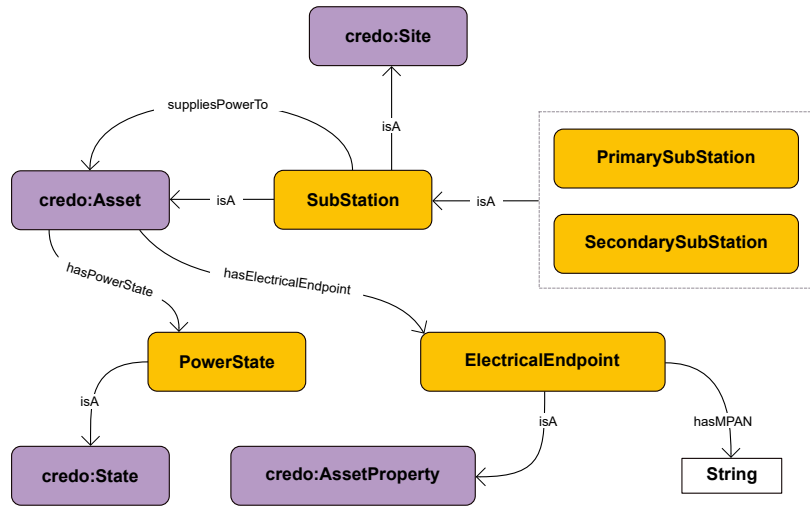 credo:Site
suppliesPowerTo
isA
PrimarySubStation
credo:Asset
isA
SubStation
isA
SecondarySubStation
hasPowerState
hasElectricalEndpoint
PowerState
ElectricalEndpoint
isA
isA
hasMPAN
credo:State
credo:AssetProperty
String